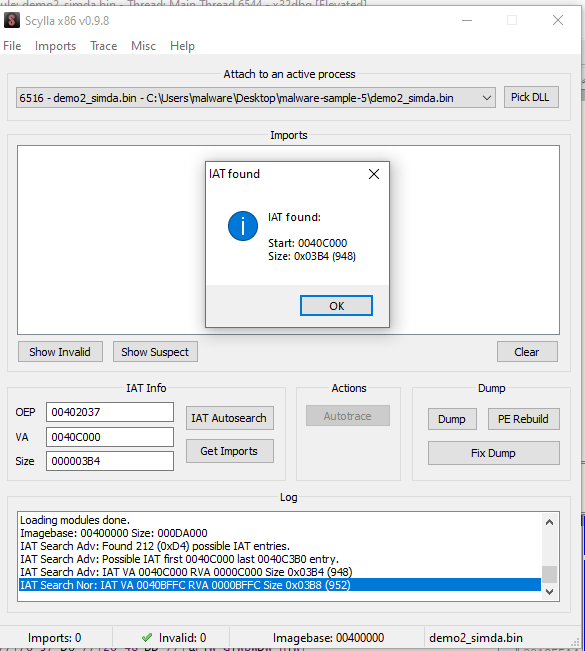 ule: demo2_simda.bin - Thread: Main Thread 6544 - x32dbg [Elevated]
Scylla x86 v0.9.8
File Imports Trace Misc Help
Attach to an active process
6516 - demo2_simda.bin - C:\Users\malware\Desktop\malware-sample-5\demo2_simda.bin
Pick DLL
Imports
IAT found
IAT found:
Start: 0040C000
Size: 0x03B4 (948)
OK
Show Invalid
Show Suspect
Clear
IAT Info
OEP 00402037
VA 0040C000
Size 000003B4
IAT Autosearch
Get Imports
Actions
Autotrace
Dump
Dump
PE Rebuild
Fix Dump
Log
Loading modules done.
Imagebase: 00400000 Size: 000DA000
IAT Search Adv: Found 212 (0xD4) possible IAT entries.
IAT Search Adv: Possible IAT first 0040C000 last 0040C3B0 entry.
IAT Search Adv: IAT VA 0040C000 RVA 0000C000 Size 0x03B4 (948)
IAT Search Nor: IAT VA 0040BFFC RVA 0000BFFC Size 0x03B8 (952)
Imports: 0
Invalid: 0
Imagebase: 00400000
demo2_simda.bin